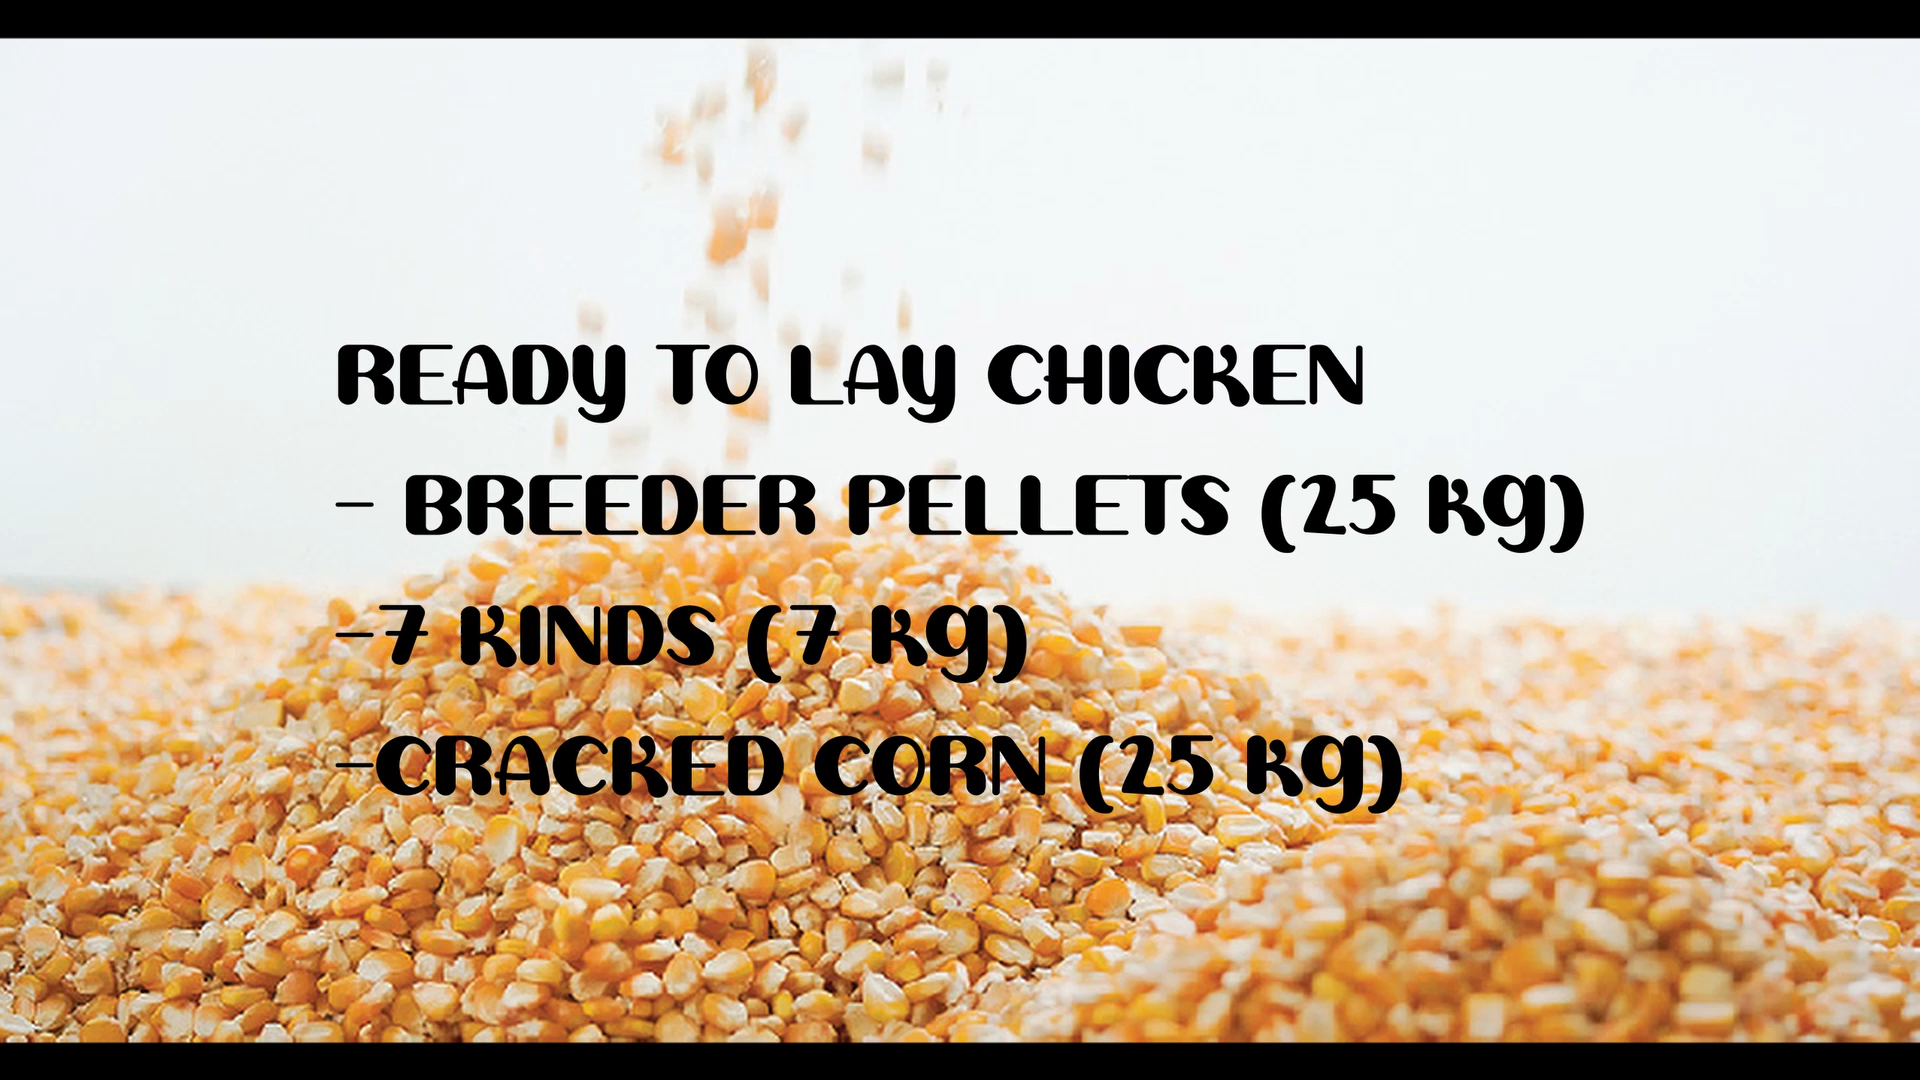 READY TO LAY CHICKEN
- BREEDER PELLETS (25 Kg)
-7 KINDS (7 Kg)
-CRACKED CORN (25 Kg)